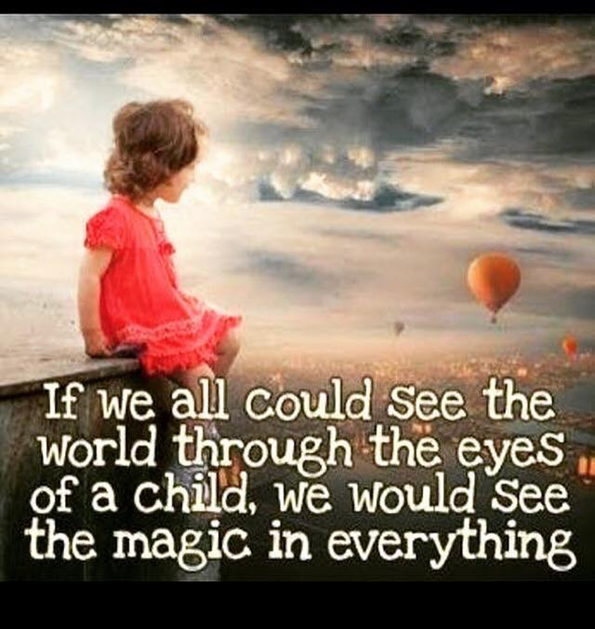 If we all could see the
world through the eyes
of a child, we would see
the magic in everything